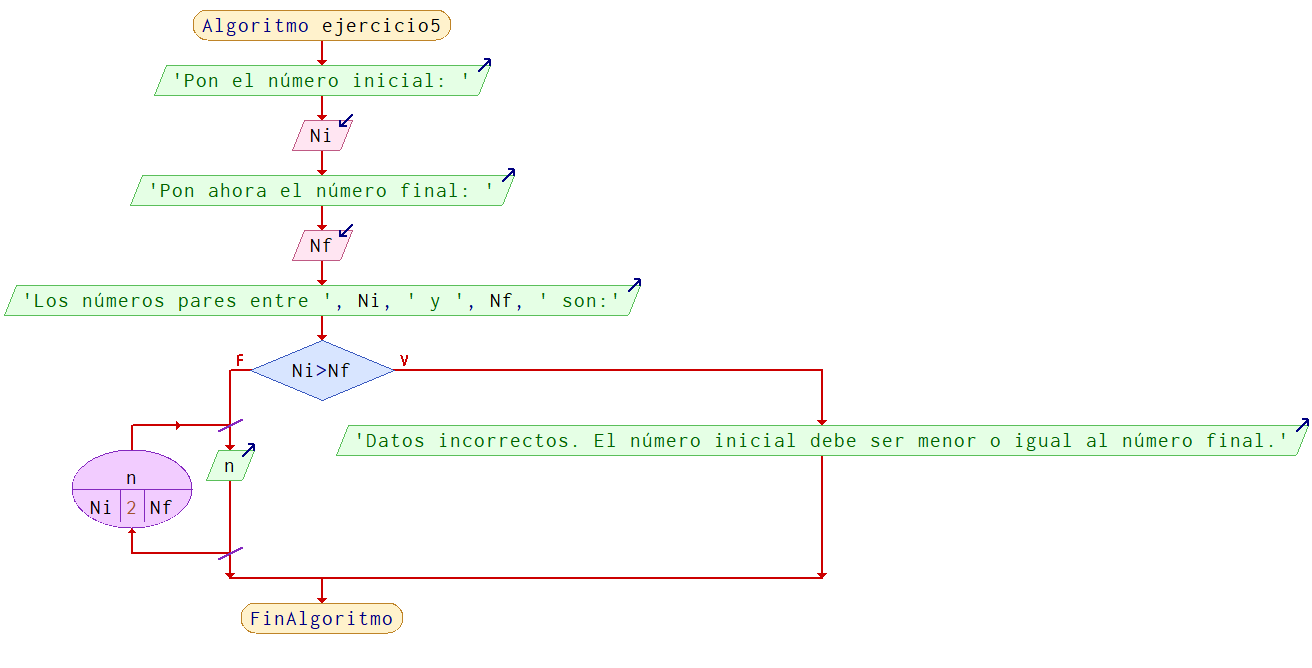 Algoritmo ejercicio5
'Pon el número inicial: '
Ni
'Pon ahora el número final: '
Nf
'Los números pares entre ', Ni, ' y ', Nf, ' son:'
F
Ni>Nf
V
'Datos incorrectos. El número inicial debe ser menor o igual al número final.'
n
n
Ni 2 Nf
FinAlgoritmo